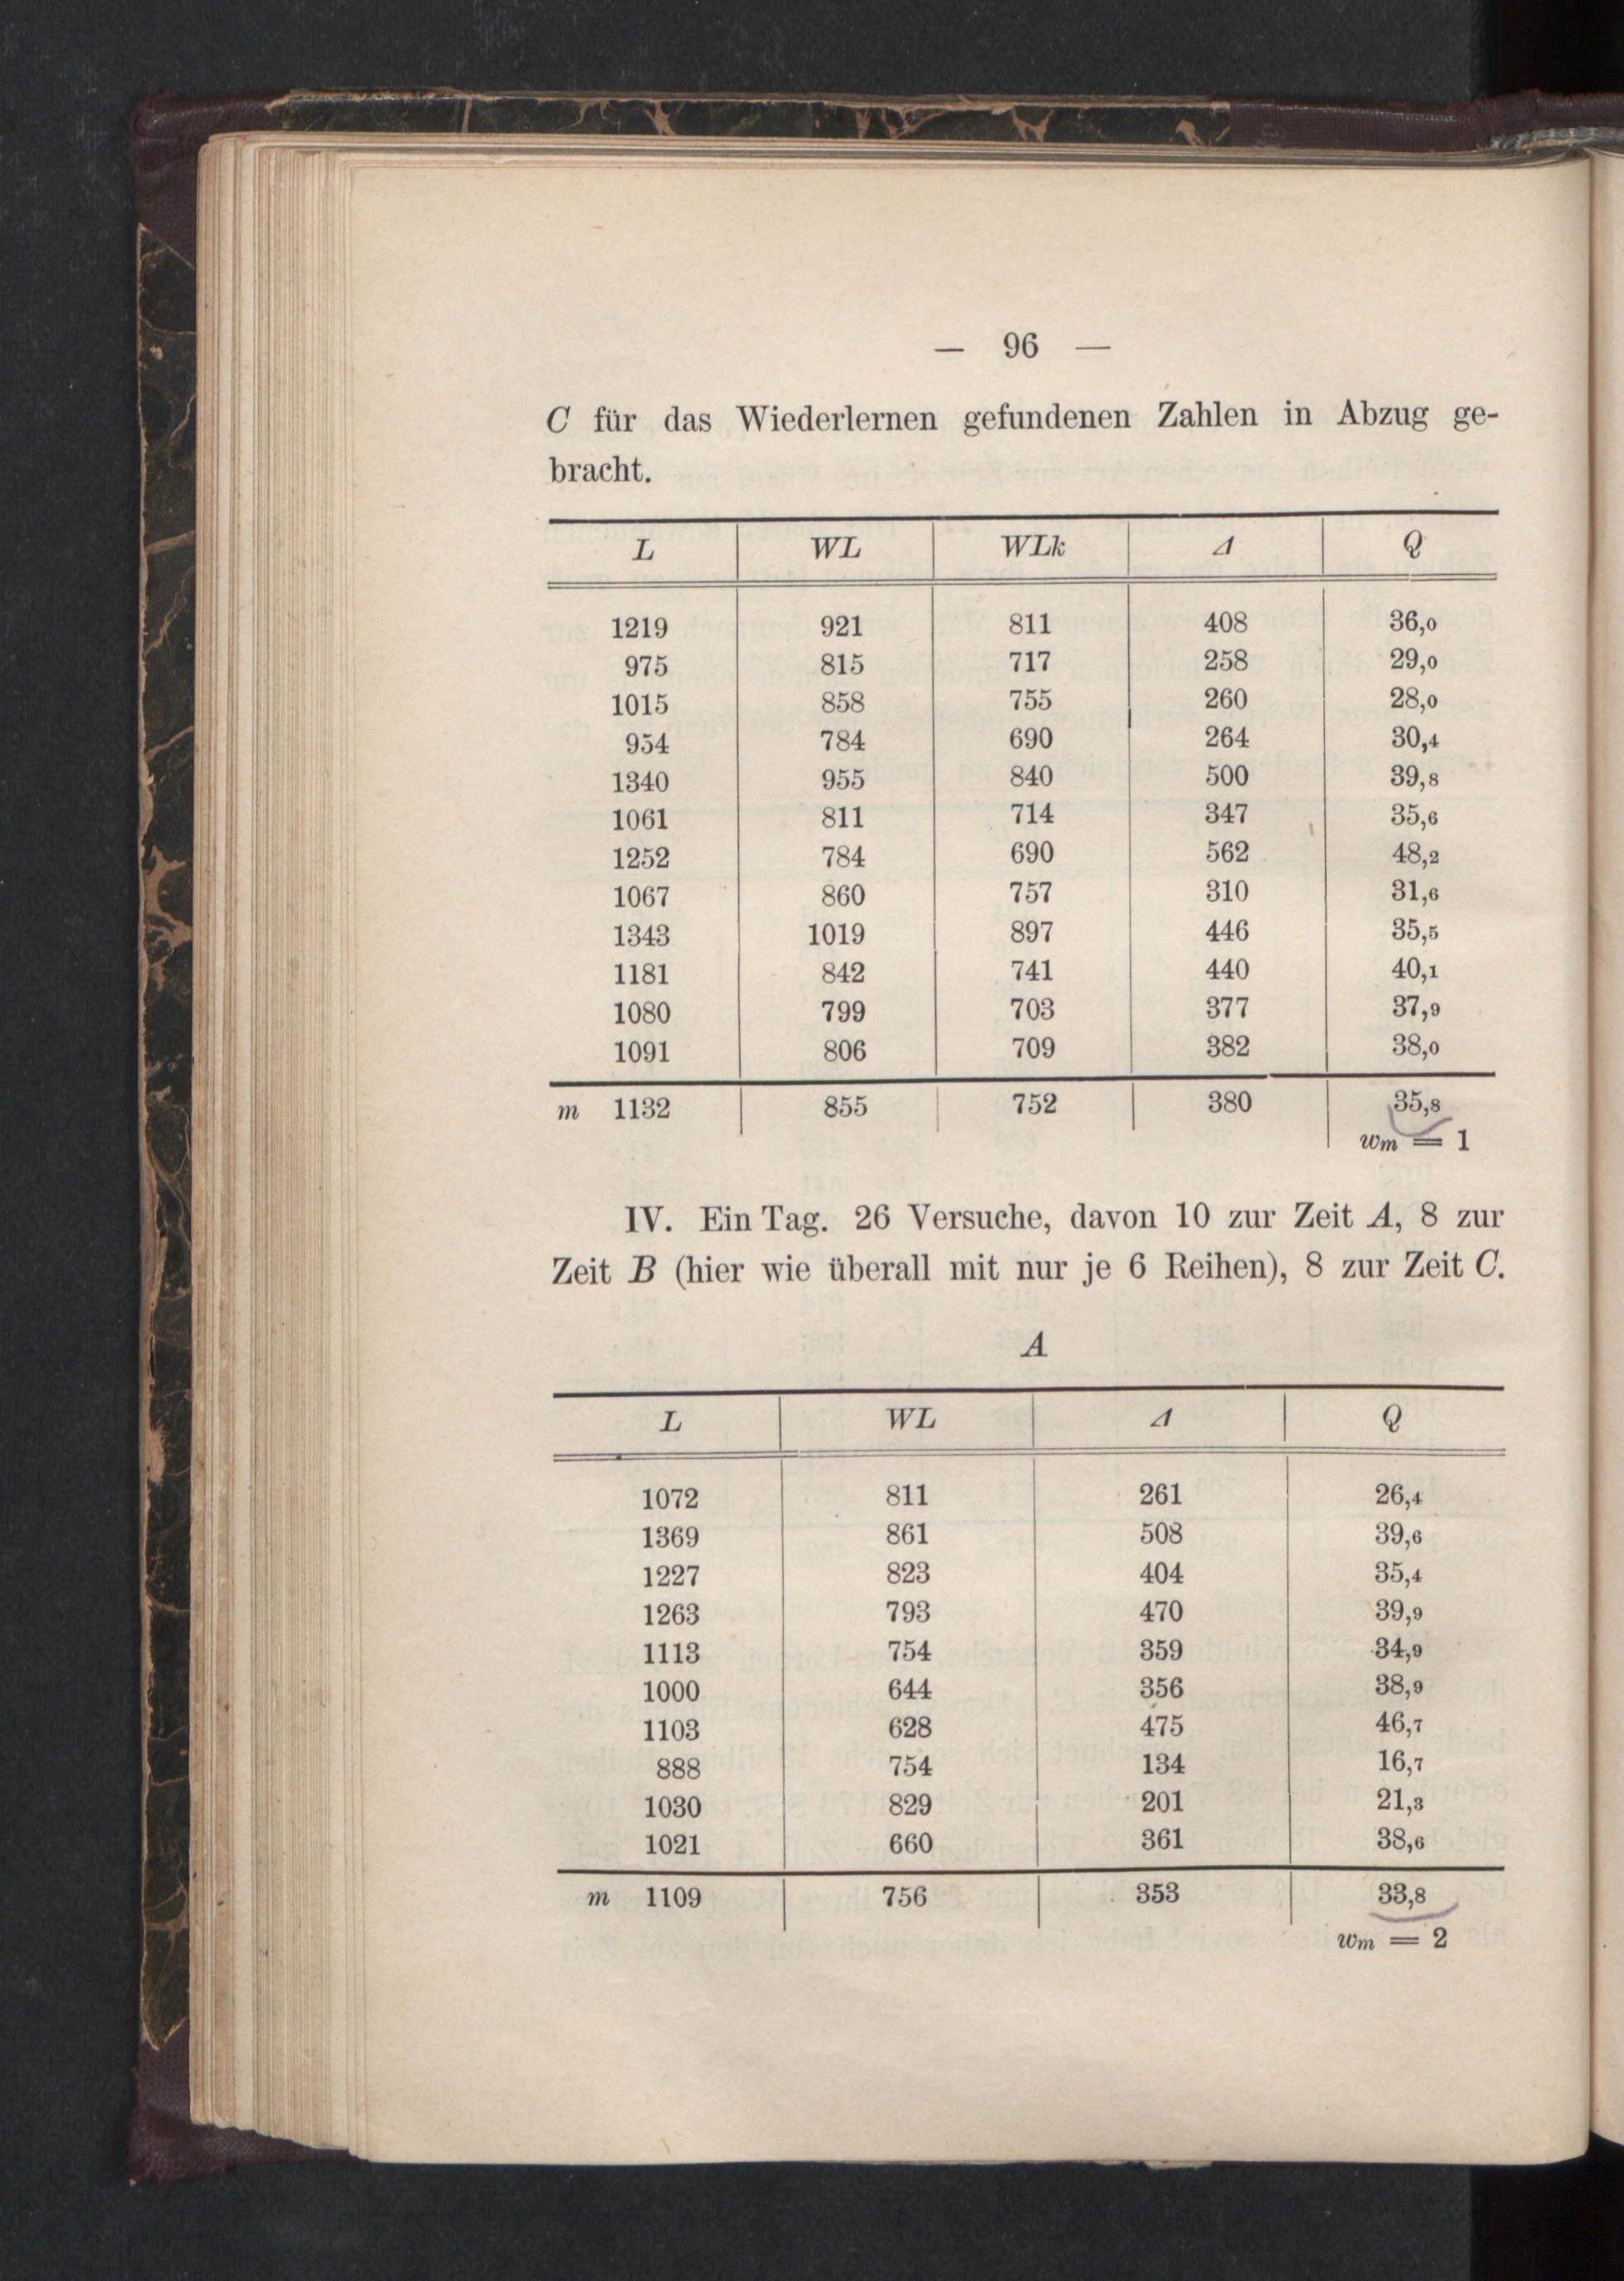 — 96 —
C für das Wiederlernen gefundenen Zahlen in Abzug ge-
bracht.
L WL WLk Δ Q
1219 921 811 408 36,0
975 815 717 258 29,0
1015 858 755 260 28,0
954 784 690 264 30,4
1340 955 840 500 39,8
1061 811 714 347 35,6
1252 784 690 562 48,2
1067 860 757 310 31,6
1343 1019 897 446 35,5
1181 842 741 440 40,1
1080 799 703 377 37,9
1091 806 709 382 38,0
m 1132 855 752 380 35,8
wm = 1
IV. Ein Tag. 26 Versuche, davon 10 zur Zeit A, 8 zur
Zeit B (hier wie überall mit nur je 6 Reihen), 8 zur Zeit C.
A
L WL Δ Q
1072 811 261 26,4
1369 861 508 39,6
1227 823 404 35,4
1263 793 470 39,9
1113 754 359 34,9
1000 644 356 38,9
1103 628 475 46,7
888 754 134 16,7
1030 829 201 21,3
1021 660 361 38,6
m 1109 756 353 33,8
wm = 2